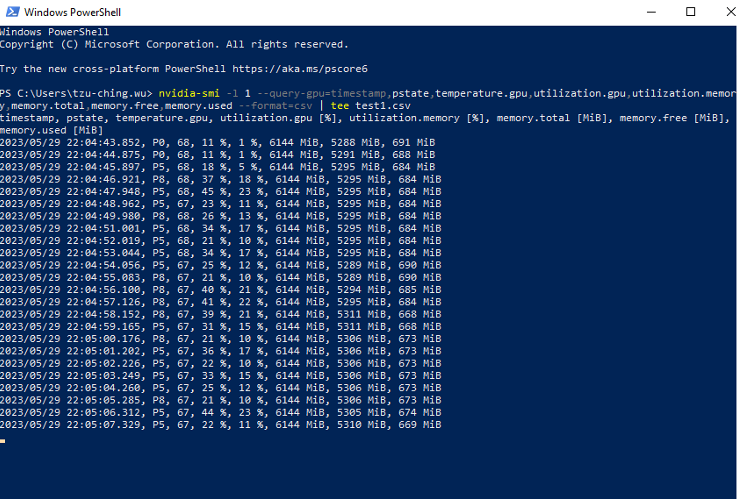 Windows PowerShell
Windows PowerShell
Copyright (C) Microsoft Corporation. All rights reserved.
Try the new cross-platform PowerShell https://aka.ms/pscore6
PS C:\Users\tzu-ching.wu> nvidia-smi -l 1 --query-gpu=timestamp,pstate,temperature.gpu,utilization.gpu,utilization.memor
y,memory.total,memory.free,memory.used --format=csv | tee test1.csv
timestamp, pstate, temperature.gpu, utilization.gpu [%], utilization.memory [%], memory.total [MiB], memory.free [MiB],
memory.used [MiB]
2023/05/29 22:04:43.852, P0, 68, 11 %, 1 %, 6144 MiB, 5288 MiB, 691 MiB
2023/05/29 22:04:44.875, P0, 68, 11 %, 1 %, 6144 MiB, 5291 MiB, 688 MiB
2023/05/29 22:04:45.897, P5, 68, 18 %, 5 %, 6144 MiB, 5295 MiB, 684 MiB
2023/05/29 22:04:46.921, P8, 68, 37 %, 18 %, 6144 MiB, 5295 MiB, 684 MiB
2023/05/29 22:04:47.948, P5, 68, 45 %, 23 %, 6144 MiB, 5295 MiB, 684 MiB
2023/05/29 22:04:48.962, P5, 67, 23 %, 11 %, 6144 MiB, 5295 MiB, 684 MiB
2023/05/29 22:04:49.980, P8, 68, 26 %, 13 %, 6144 MiB, 5295 MiB, 684 MiB
2023/05/29 22:04:51.001, P5, 68, 34 %, 17 %, 6144 MiB, 5295 MiB, 684 MiB
2023/05/29 22:04:52.019, P5, 68, 21 %, 10 %, 6144 MiB, 5295 MiB, 684 MiB
2023/05/29 22:04:53.044, P5, 68, 34 %, 17 %, 6144 MiB, 5295 MiB, 684 MiB
2023/05/29 22:04:54.056, P5, 67, 25 %, 12 %, 6144 MiB, 5289 MiB, 690 MiB
2023/05/29 22:04:55.083, P8, 67, 21 %, 10 %, 6144 MiB, 5289 MiB, 690 MiB
2023/05/29 22:04:56.100, P8, 67, 40 %, 21 %, 6144 MiB, 5294 MiB, 685 MiB
2023/05/29 22:04:57.126, P8, 67, 41 %, 22 %, 6144 MiB, 5295 MiB, 684 MiB
2023/05/29 22:04:58.152, P8, 67, 39 %, 21 %, 6144 MiB, 5311 MiB, 668 MiB
2023/05/29 22:04:59.165, P5, 67, 31 %, 15 %, 6144 MiB, 5311 MiB, 668 MiB
2023/05/29 22:05:00.176, P8, 67, 21 %, 10 %, 6144 MiB, 5306 MiB, 673 MiB
2023/05/29 22:05:01.202, P5, 67, 36 %, 17 %, 6144 MiB, 5306 MiB, 673 MiB
2023/05/29 22:05:02.226, P5, 67, 22 %, 10 %, 6144 MiB, 5306 MiB, 673 MiB
2023/05/29 22:05:03.249, P5, 67, 33 %, 15 %, 6144 MiB, 5306 MiB, 673 MiB
2023/05/29 22:05:04.260, P5, 67, 25 %, 12 %, 6144 MiB, 5306 MiB, 673 MiB
2023/05/29 22:05:05.285, P8, 67, 21 %, 10 %, 6144 MiB, 5306 MiB, 673 MiB
2023/05/29 22:05:06.312, P5, 67, 44 %, 23 %, 6144 MiB, 5305 MiB, 674 MiB
2023/05/29 22:05:07.329, P5, 67, 22 %, 11 %, 6144 MiB, 5310 MiB, 669 MiB